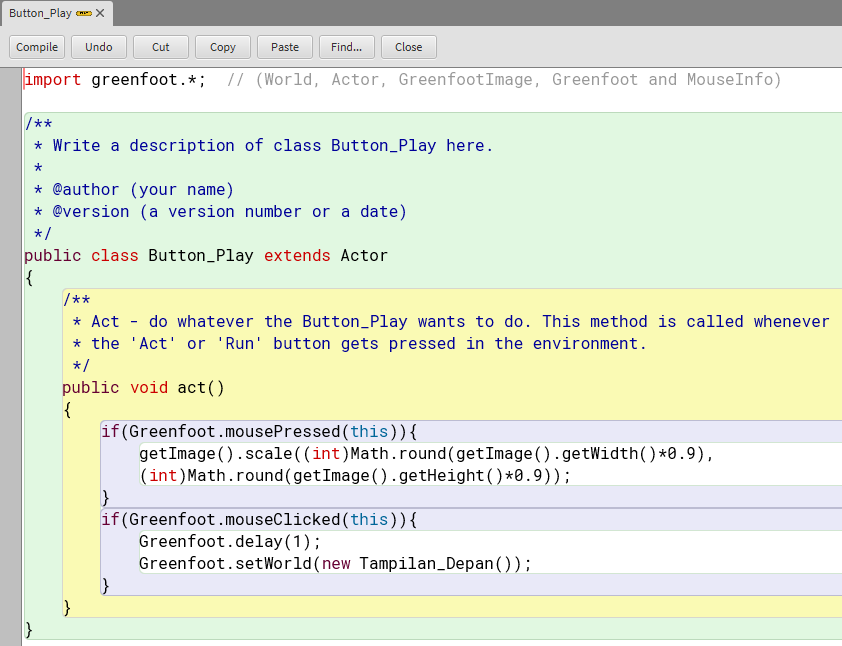 Button_Play
Compile Undo Cut Copy Paste Find... Close
import greenfoot.*;  // (World, Actor, GreenfootImage, Greenfoot and MouseInfo)
/**
 * Write a description of class Button_Play here.
 *
 * @author (your name)
 * @version (a version number or a date)
 */
public class Button_Play extends Actor
{
    /**
     * Act - do whatever the Button_Play wants to do. This method is called whenever
     * the 'Act' or 'Run' button gets pressed in the environment.
     */
    public void act()
    {
        if(Greenfoot.mousePressed(this)){
            getImage().scale((int)Math.round(getImage().getWidth()*0.9),
            (int)Math.round(getImage().getHeight()*0.9));
        }
        if(Greenfoot.mouseClicked(this)){
            Greenfoot.delay(1);
            Greenfoot.setWorld(new Tampilan_Depan());
        }
    }
}